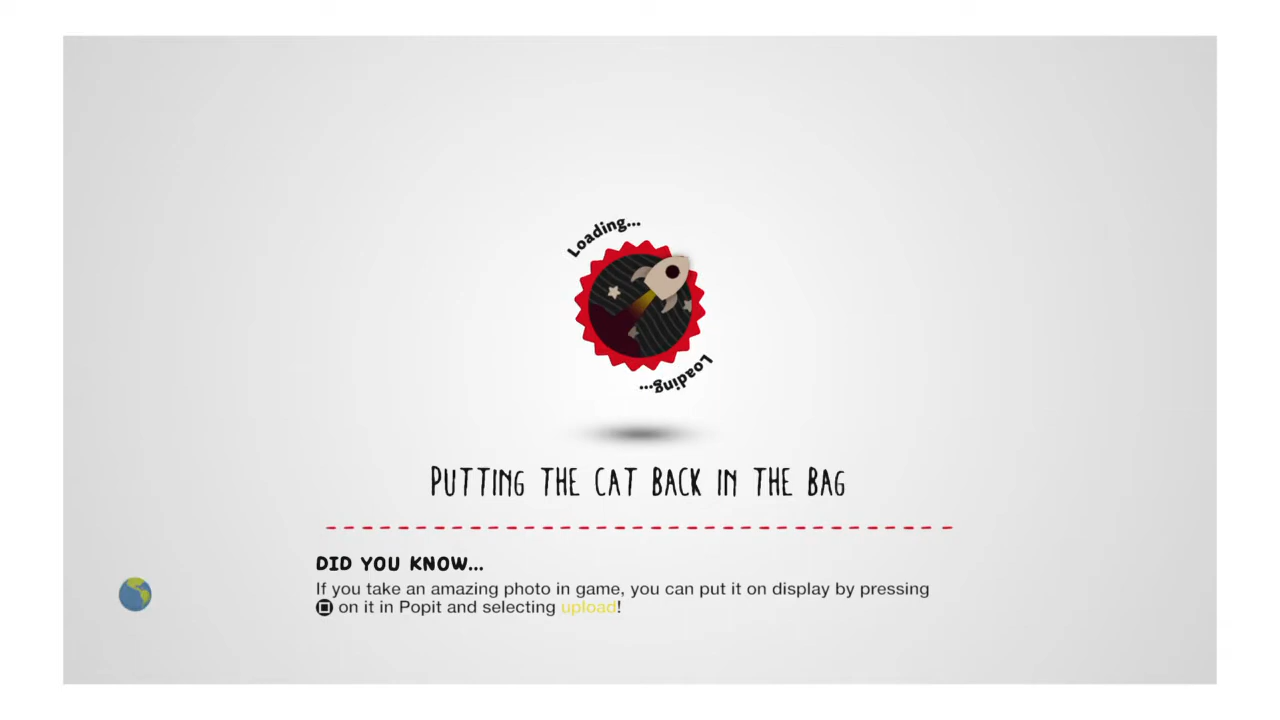 Loading...
Loading...
PUTTING THE CAT BACK IN THE BAG
DID YOU KNOW...
If you take an amazing photo in game, you can put it on display by pressing
on it in Popit and selecting upload!